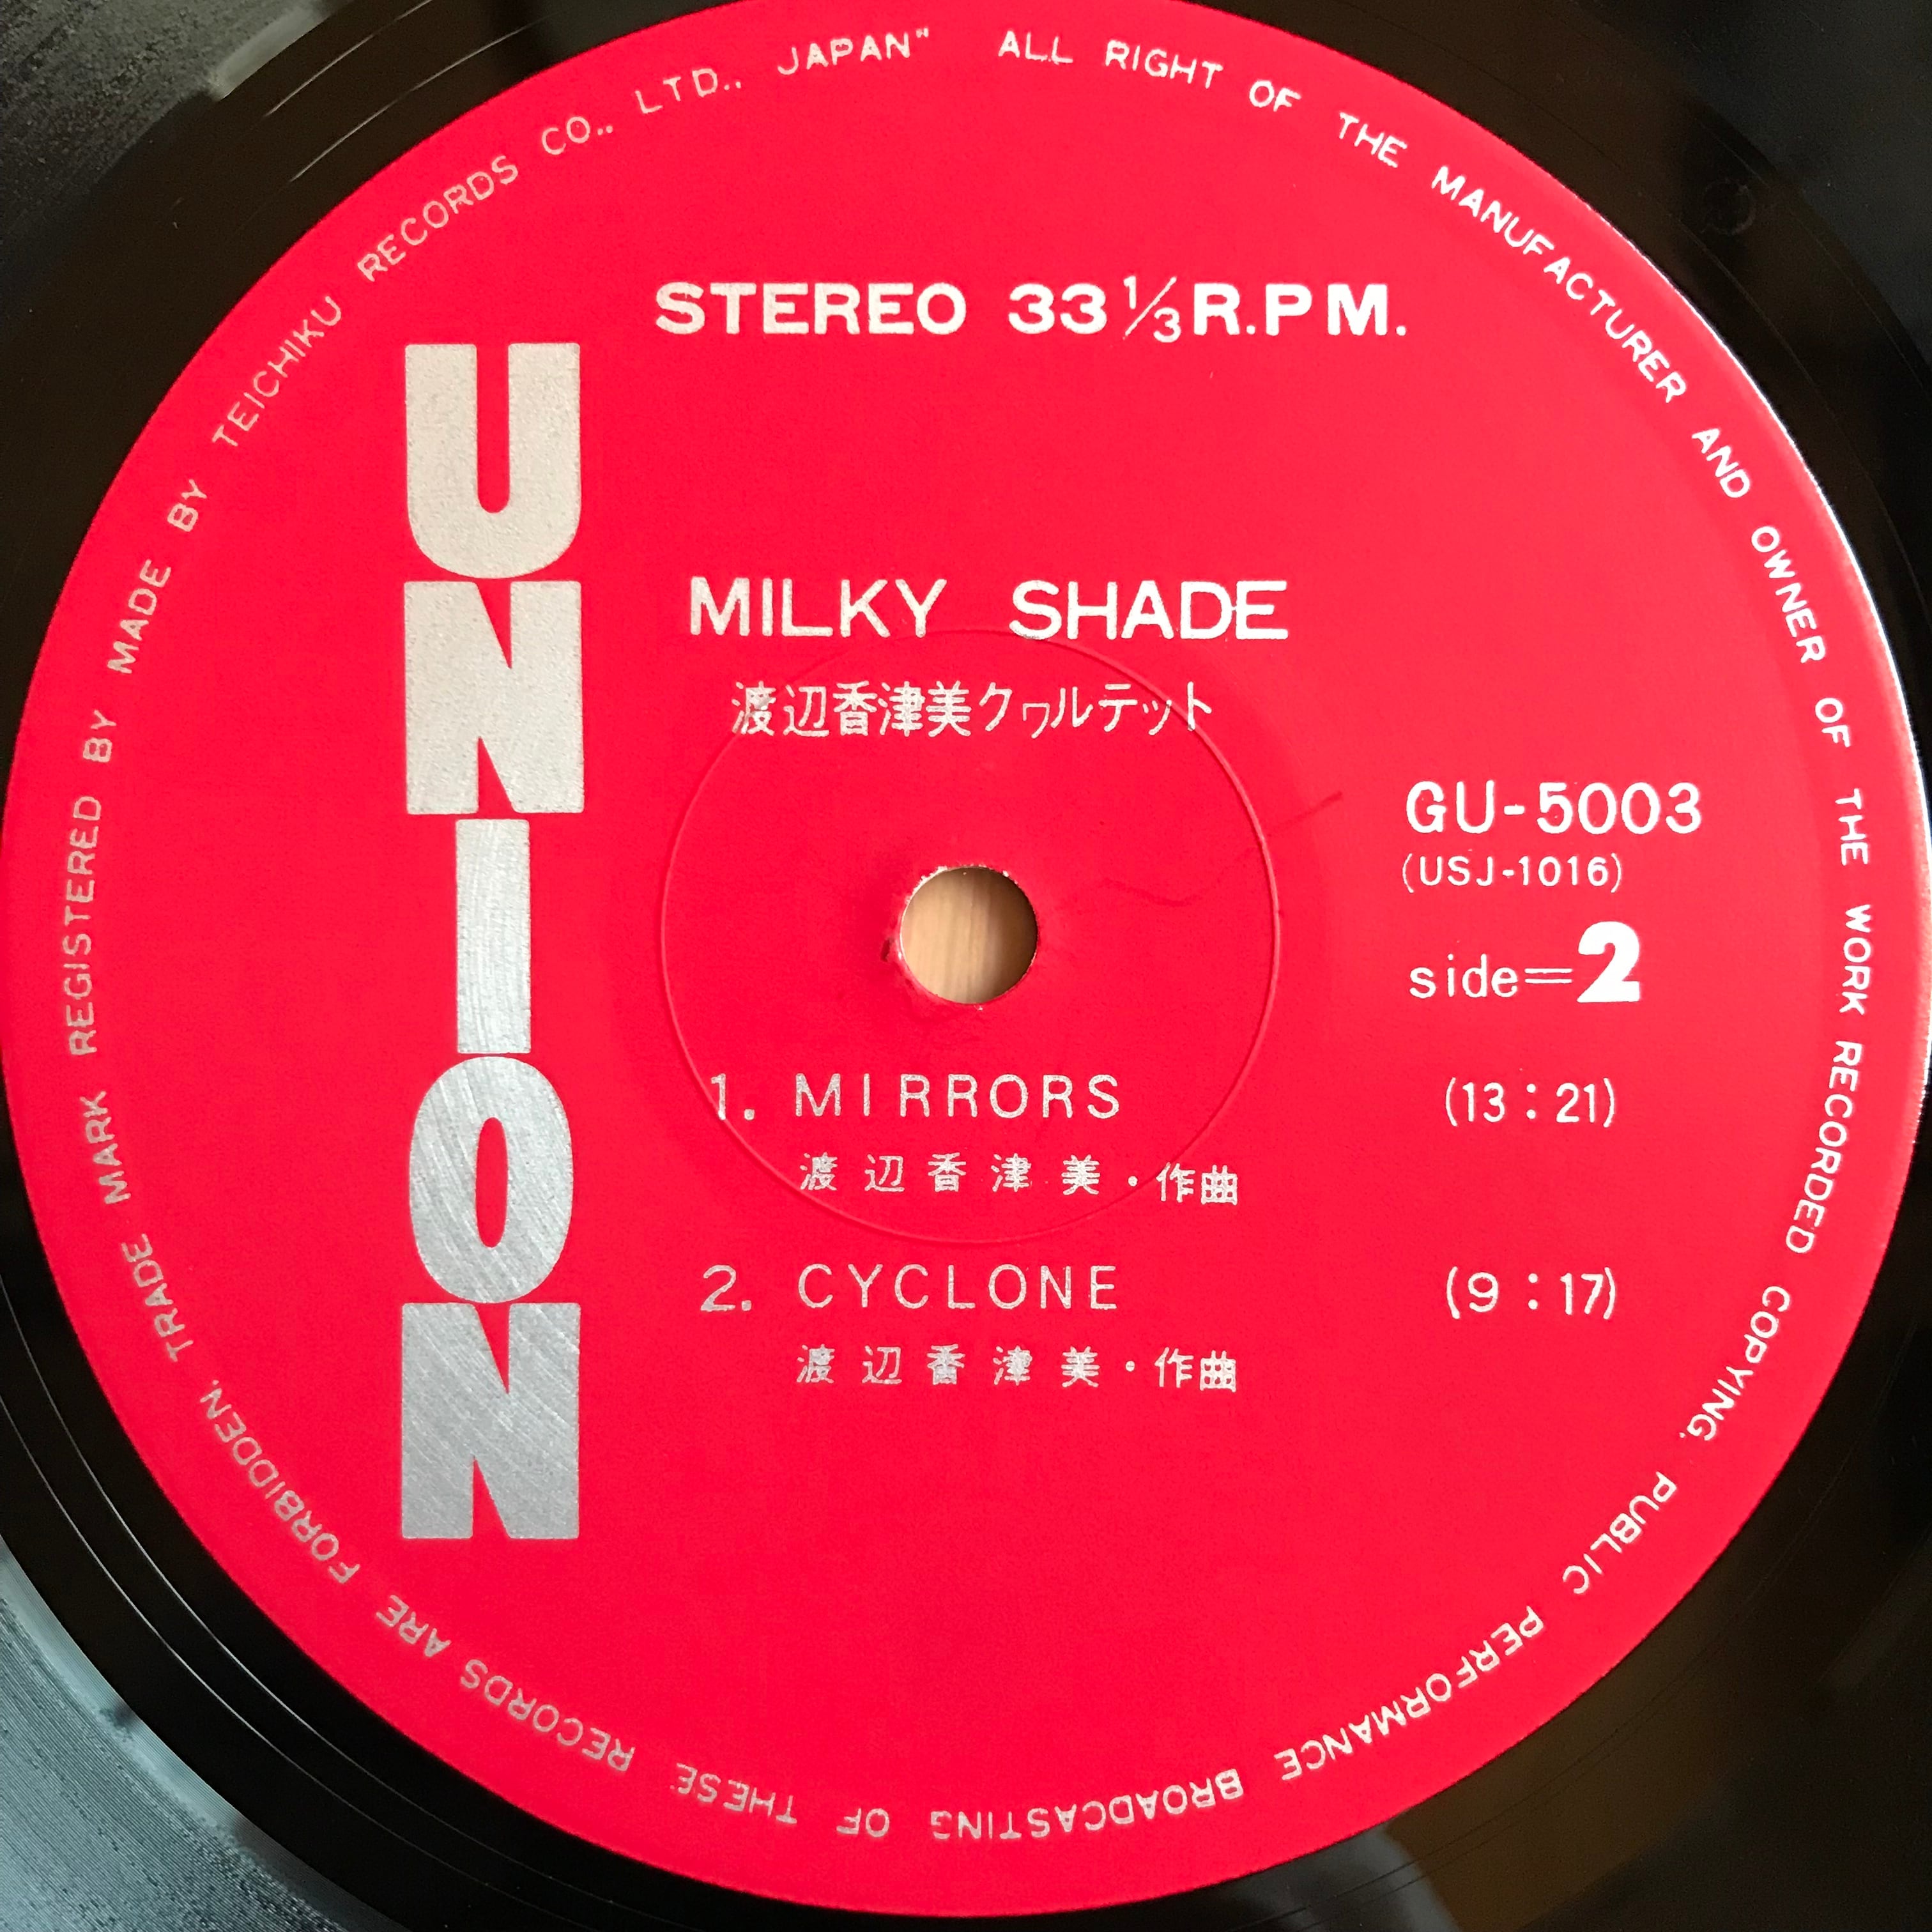 STEREO 33 1/3 R.P M.
UNION
MILKY SHADE
渡辺香津美クヮルテット
GU-5003
(USJ-1016)
side=2
1. MIRRORS (13:21)
渡辺香津美・作曲
2. CYCLONE (9:17)
渡辺香津美・作曲
ALL RIGHT OF THE MANUFACTURER AND OWNER OF THE WORK RECORDED COPYING. PUBLIC PERFORMANCE BROADCASTING OF THESE RECORDS ARE FORBIDDEN. TRADE MARK REGISTERED BY MADE BY TEICHIKU RECORDS CO., LTD., JAPAN"